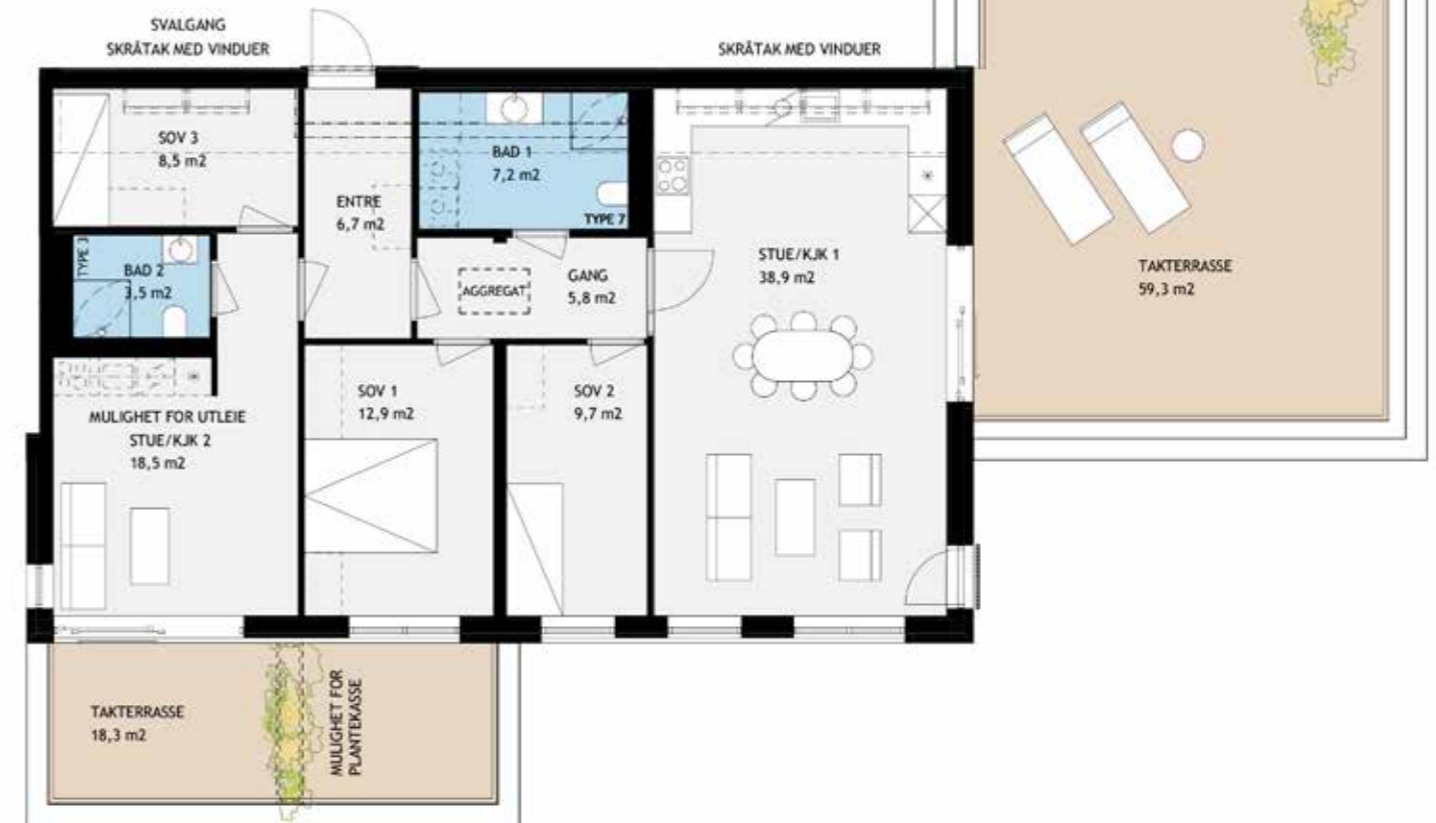 SVALGANG
SKRÅTAK MED VINDUER
SKRÅTAK MED VINDUER
SOV 3
8,5 m2
BAD 1
7,2 m2
TYPE 7
ENTRE
6,7 m2
STUE/KJK 1
38,9 m2
TAKTERRASSE
59,3 m2
TYPE 3
BAD 2
3,5 m2
AGGREGAT
GANG
5,8 m2
SOV 1
12,9 m2
SOV 2
9,7 m2
MULIGHET FOR UTLEIE
STUE/KJK 2
18,5 m2
TAKTERRASSE
18,3 m2
MULIGHET FOR
PLANTEKASSE